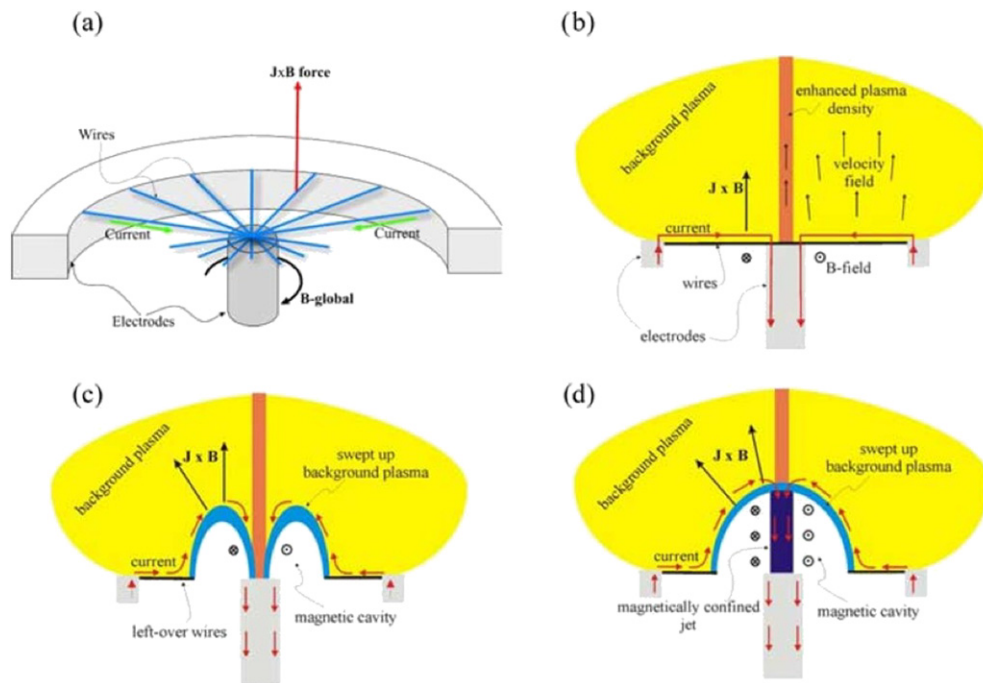 (a)
JxB force
Wires
Current
Current
B-global
Electrodes
(b)
background plasma
enhanced plasma
density
J x B
velocity
field
current
wires
B-field
electrodes
(c)
background plasma
J x B
swept up
background plasma
current
left-over wires
magnetic cavity
(d)
background plasma
J x B
swept up
background plasma
current
magnetically confined
jet
magnetic cavity